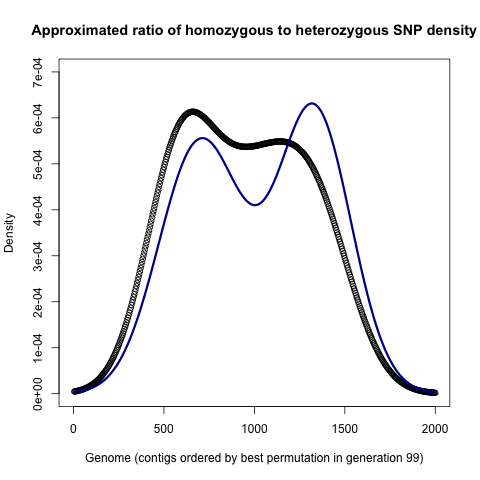 Approximated ratio of homozygous to heterozygous SNP density
Density
7e-04
6e-04
5e-04
4e-04
3e-04
2e-04
1e-04
0e+00
0 500 1000 1500 2000
Genome (contigs ordered by best permutation in generation 99)